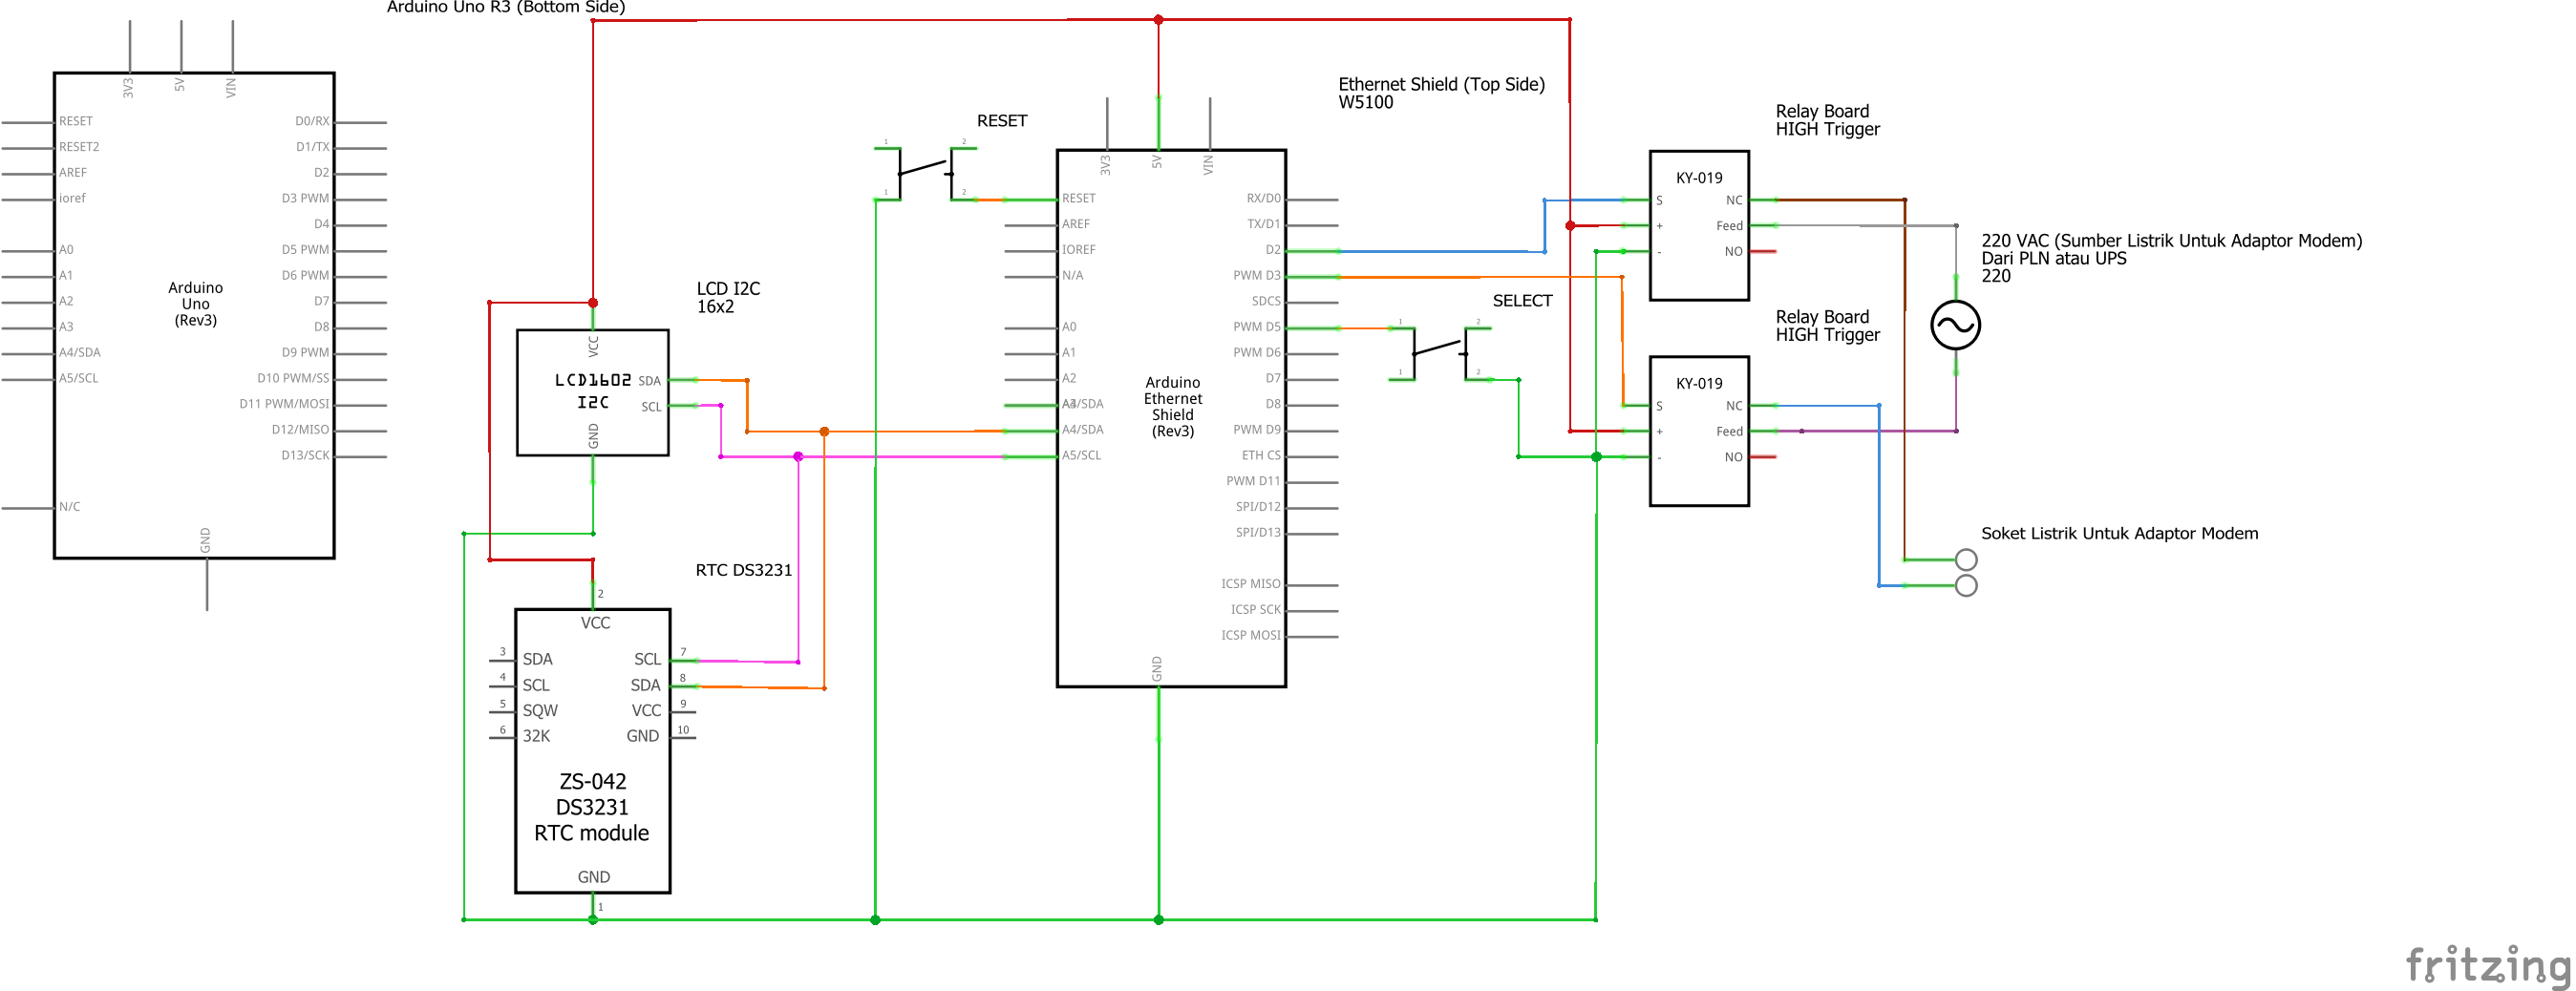 Arduino Uno R3 (Bottom Side)
3V3
5V
VIN
RESET
RESET2
AREF
ioref
A0
A1
A2
A3
A4/SDA
A5/SCL
N/C
GND
D0/RX
D1/TX
D2
D3 PWM
D4
D5 PWM
D6 PWM
D7
D8
D9 PWM
D10 PWM/SS
D11 PWM/MOSI
D12/MISO
D13/SCK
Arduino
Uno
(Rev3)
LCD I2C
16x2
VCC
LCD1602
I2C
SDA
SCL
GND
RTC DS3231
2
VCC
3 SDA
4 SCL
5 SQW
6 32K
SCL 7
SDA 8
VCC 9
GND 10
ZS-042
DS3231
RTC module
GND
1
RESET
1
2
1
2
Ethernet Shield (Top Side)
W5100
3V3
5V
VIN
RESET
AREF
IOREF
N/A
A0
A1
A2
A4/SDA
A5/SCL
RX/D0
TX/D1
D2
PWM D3
SDCS
PWM D5
PWM D6
D7
D8
PWM D9
ETH CS
PWM D11
SPI/D12
SPI/D13
ICSP MISO
ICSP SCK
ICSP MOSI
Arduino
Ethernet
Shield
(Rev3)
GND
SELECT
1
2
1
2
Relay Board
HIGH Trigger
KY-019
S
+
-
NC
Feed
NO
Relay Board
HIGH Trigger
KY-019
S
+
-
NC
Feed
NO
220 VAC (Sumber Listrik Untuk Adaptor Modem)
Dari PLN atau UPS
220
Soket Listrik Untuk Adaptor Modem
fritzing